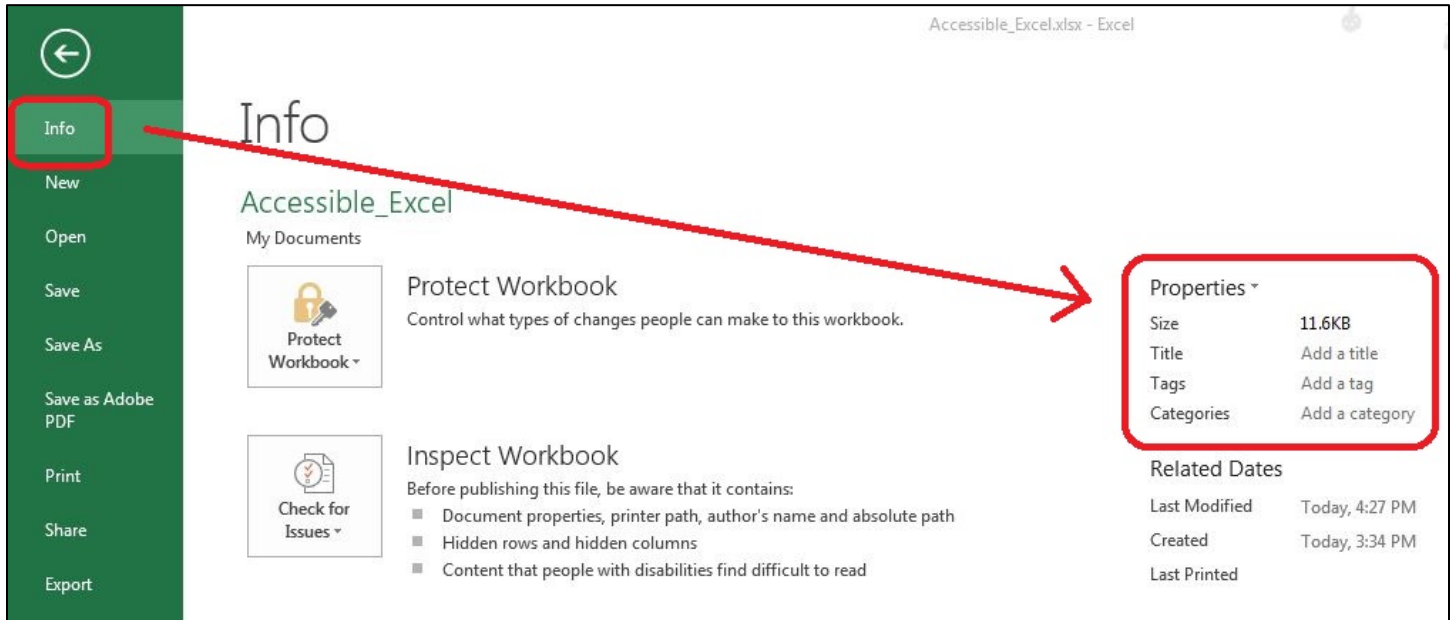 Accessible_Excel.xlsx - Excel
Info
New
Open
Save
Save As
Save as Adobe
PDF
Print
Share
Export
Info
Accessible_Excel
My Documents
Protect
Workbook
Protect Workbook
Control what types of changes people can make to this workbook.
Check for
Issues
Inspect Workbook
Before publishing this file, be aware that it contains:
Document properties, printer path, author's name and absolute path
Hidden rows and hidden columns
Content that people with disabilities find difficult to read
Properties
Size 11.6KB
Title Add a title
Tags Add a tag
Categories Add a category
Related Dates
Last Modified Today, 4:27 PM
Created Today, 3:34 PM
Last Printed